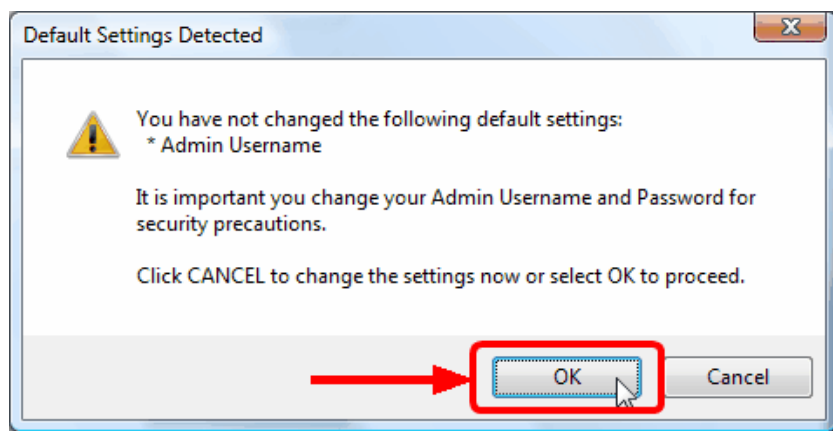 Default Settings Detected
You have not changed the following default settings:
* Admin Username
It is important you change your Admin Username and Password for
security precautions.
Click CANCEL to change the settings now or select OK to proceed.
OK
Cancel